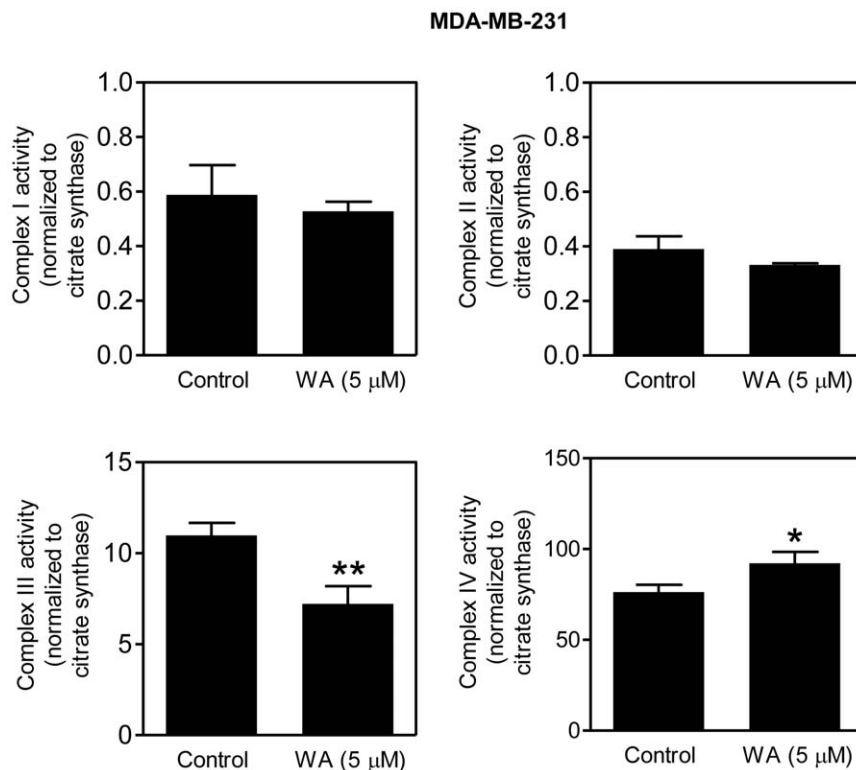 MDA-MB-231
Complex I activity
(normalized to
citrate synthase)
1.0
0.8
0.6
0.4
0.2
0.0
Control
WA (5 μM)
Complex II activity
(normalized to
citrate synthase)
1.0
0.8
0.6
0.4
0.2
0.0
Control
WA (5 μM)
Complex III activity
(normalized to
citrate synthase)
15
10
5
0
**
Control
WA (5 μM)
Complex IV activity
(normalized to
citrate synthase)
150
100
50
0
*
Control
WA (5 μM)